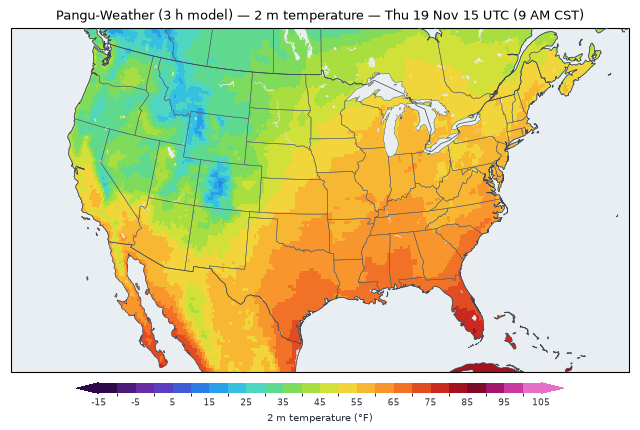 Pangu-Weather (3 h model) — 2 m temperature — Thu 19 Nov 15 UTC (9 AM CST)
-15 -5 5 15 25 35 45 55 65 75 85 95 105
2 m temperature (°F)